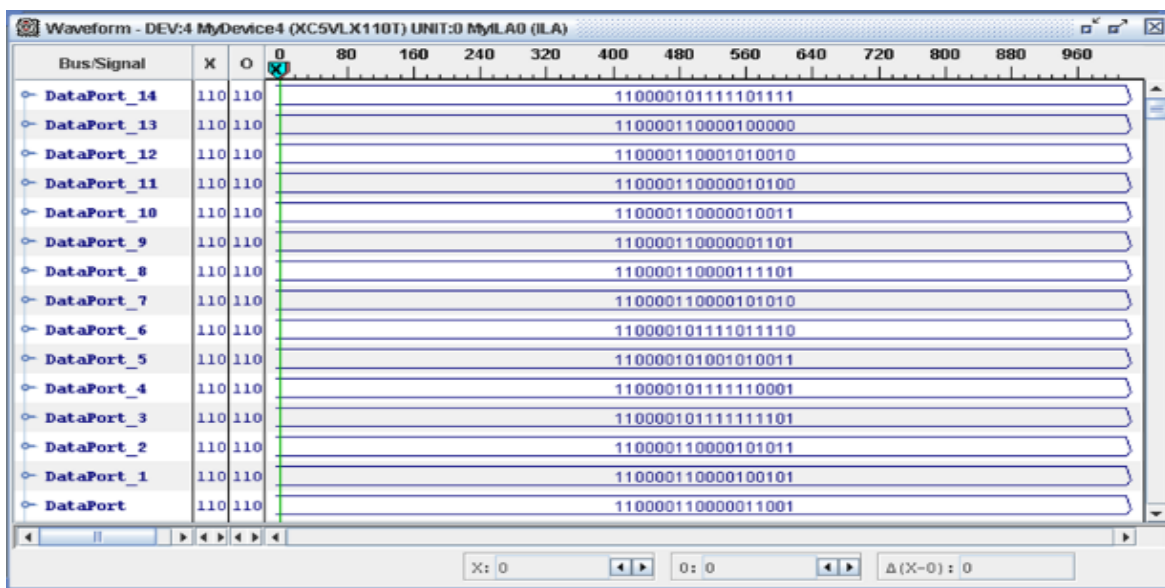 Waveform - DEV:4 MyDevice4 (XC5VLX110T) UNIT:0 MyILA0 (ILA)
Bus/Signal X O 0 80 160 240 320 400 480 560 640 720 800 880 960
X
DataPort_14 110 110 110000101111101111
DataPort_13 110 110 110000110000100000
DataPort_12 110 110 110000110001010010
DataPort_11 110 110 110000110000010100
DataPort_10 110 110 110000110000010011
DataPort_9 110 110 110000110000001101
DataPort_8 110 110 110000110000111101
DataPort_7 110 110 110000110000101010
DataPort_6 110 110 110000101111011110
DataPort_5 110 110 110000101001010011
DataPort_4 110 110 110000101111110001
DataPort_3 110 110 110000101111111101
DataPort_2 110 110 110000110000101011
DataPort_1 110 110 110000110000100101
DataPort 110 110 110000110000011001
X: 0 O: 0 Δ(X-O): 0